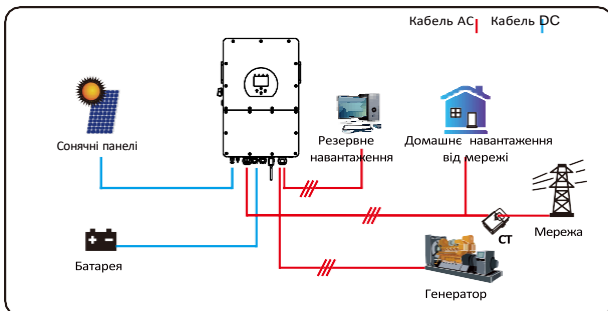 Кабель AC Кабель DC
Сонячні панелі
Резервне
навантаження
Домашнє навантаження
від мережі
CT
Мережа
Батарея
Генератор